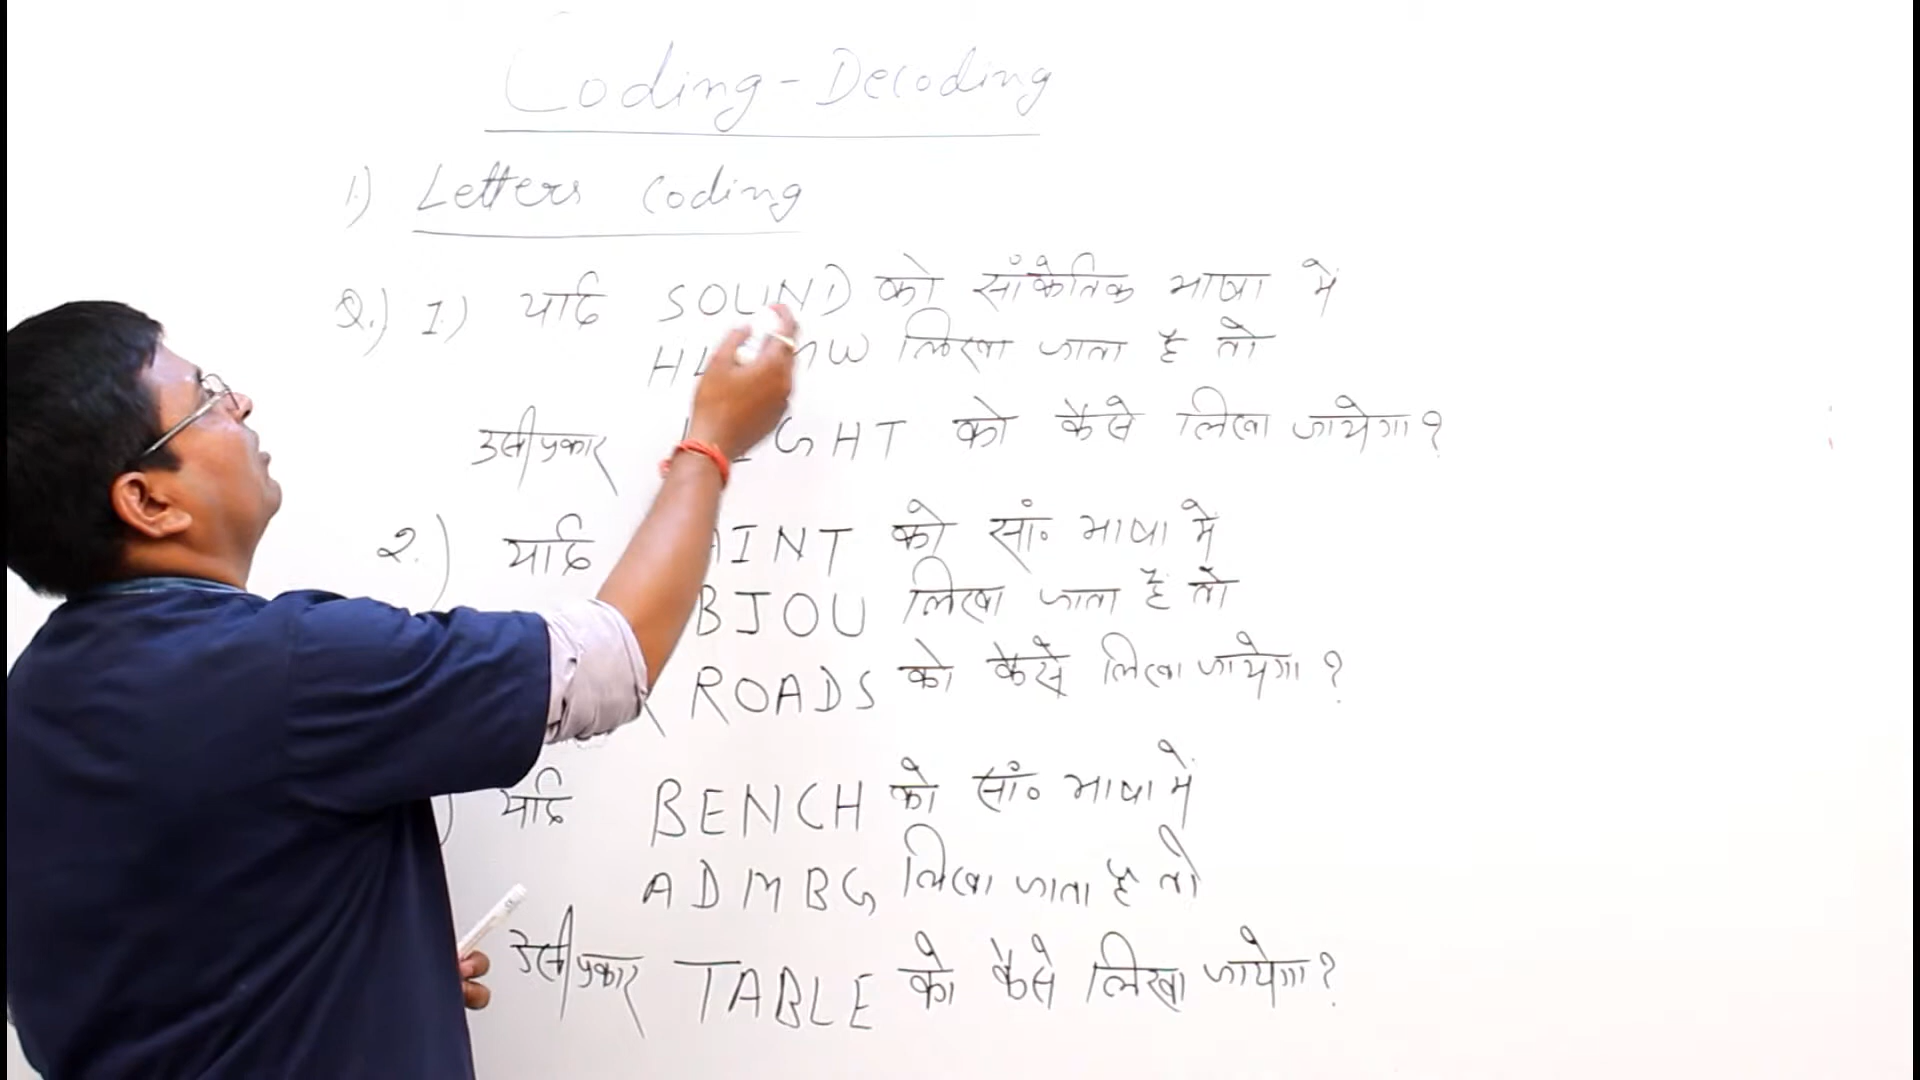 Coding-Decoding
1.) Letters Coding
Q.) 1.) यदि SOUND को सांकेतिक भाषा में
लिखा जाता है तो
उसी प्रकार GHT को कैसे लिखा जायेगा?
2.) यदि AINT को सां० भाषा में
BJOU लिखा जाता है तो
ROADS को कैसे लिखा जायेगा?
यदि BENCH को सां० भाषा में
ADMBG लिखा जाता है तो
उसी प्रकार TABLE को कैसे लिखा जायेगा?